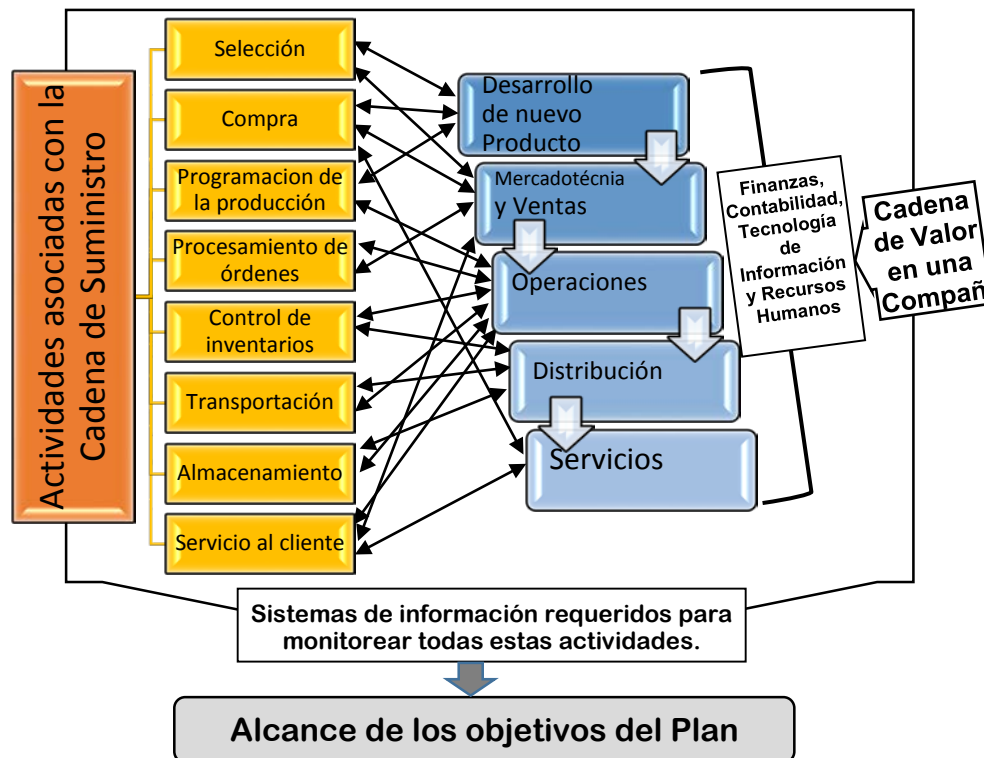 Actividades asociadas con la
Cadena de Suministro
Selección
Compra
Programacion de
la producción
Procesamiento de
órdenes
Control de
inventarios
Transportación
Almacenamiento
Servicio al cliente
Desarrollo
de nuevo
Producto
Mercadotécnia
y Ventas
Operaciones
Distribución
Servicios
Finanzas,
Contabilidad,
Tecnología
de
Información
y Recursos
Humanos
Cadena
de Valor
en una
Compañ
Sistemas de información requeridos para
monitorear todas estas actividades.
Alcance de los objetivos del Plan